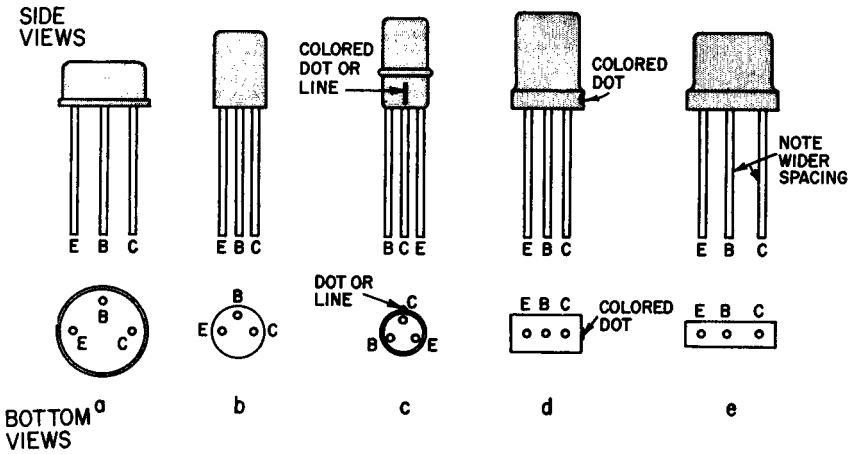 SIDE
VIEWS
COLORED
DOT OR
LINE
COLORED
DOT
NOTE
WIDER
SPACING
E B C
E B C
B C E
E B C
E B C
DOT OR
LINE
B
E C
B
E C
C
B E
E B C
COLORED
DOT
E B C
a b c d e
BOTTOM
VIEWS